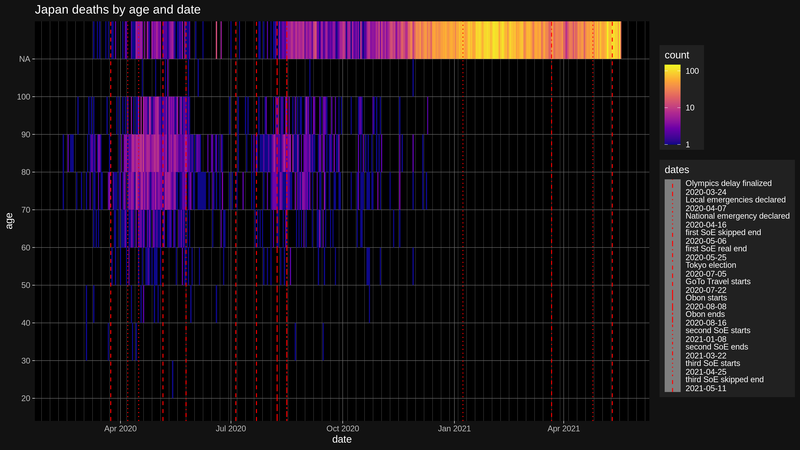 Japan deaths by age and date
NA
100
90
80
70
60
50
40
30
20
age
Apr 2020
Jul 2020
Oct 2020
Jan 2021
Apr 2021
date
count
100
10
1
dates
Olympics delay finalized
2020-03-24
Local emergencies declared
2020-04-07
National emergency declared
2020-04-16
first SoE skipped end
2020-05-06
first SoE real end
2020-05-25
Tokyo election
2020-07-05
GoTo Travel starts
2020-07-22
Obon starts
2020-08-08
Obon ends
2020-08-16
second SoE starts
2021-01-08
second SoE ends
2021-03-22
third SoE starts
2021-04-25
third SoE skipped end
2021-05-11